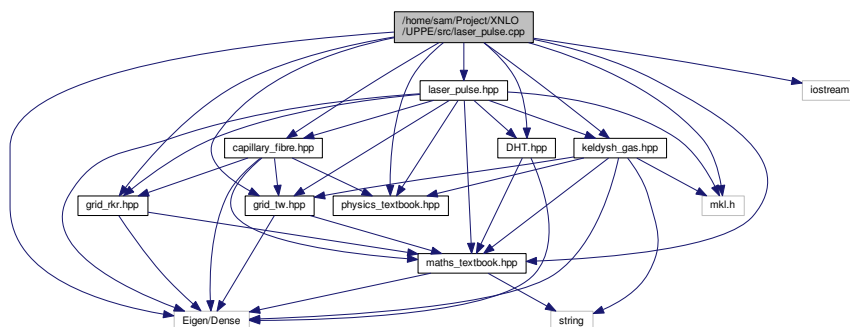 /home/sam/Project/XNLO
/UPPE/src/laser_pulse.cpp
laser_pulse.hpp
iostream
capillary_fibre.hpp
DHT.hpp
keldysh_gas.hpp
grid_rkr.hpp
grid_tw.hpp
physics_textbook.hpp
mkl.h
maths_textbook.hpp
Eigen/Dense
string